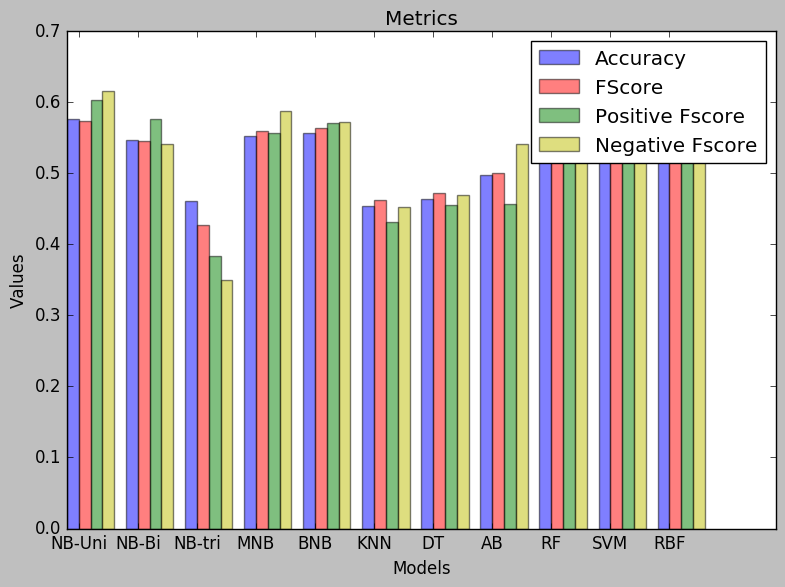 Metrics
0.7
0.6
0.5
0.4
0.3
0.2
0.1
0.0
Values
Accuracy
FScore
Positive Fscore
Negative Fscore
NB-Uni NB-Bi NB-tri MNB BNB KNN DT AB RF SVM RBF
Models